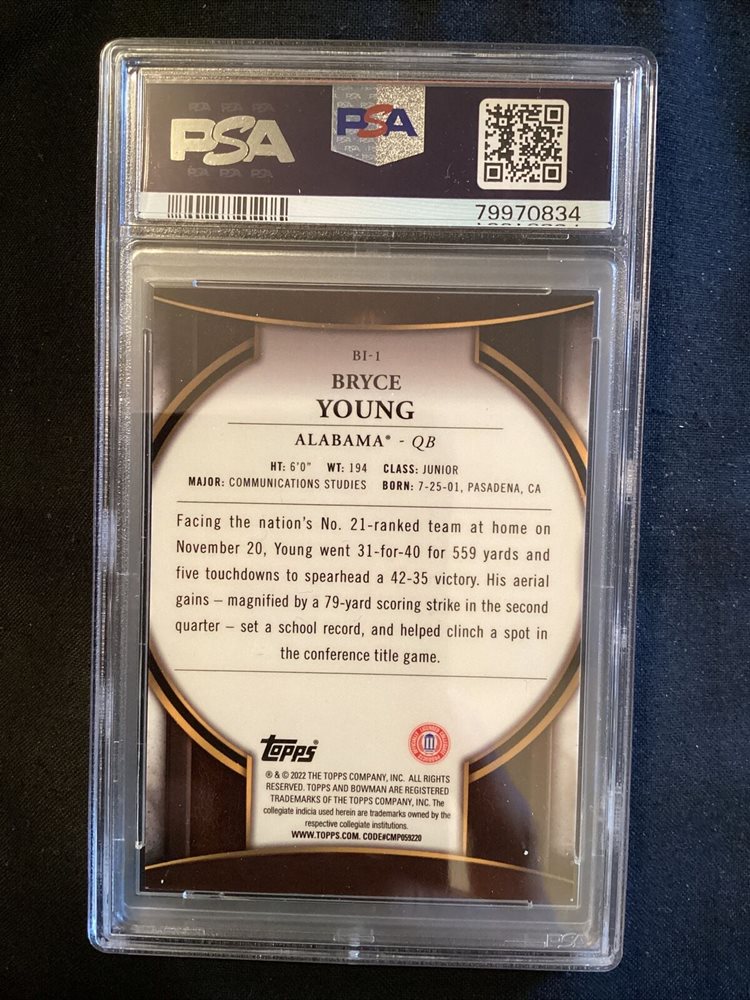 PSA
PSA
79970834
BI-1
BRYCE
YOUNG
ALABAMA® - QB
HT: 6'0" WT: 194 CLASS: JUNIOR
MAJOR: COMMUNICATIONS STUDIES BORN: 7-25-01, PASADENA, CA
Facing the nation's No. 21-ranked team at home on
November 20, Young went 31-for-40 for 559 yards and
five touchdowns to spearhead a 42-35 victory. His aerial
gains – magnified by a 79-yard scoring strike in the second
quarter – set a school record, and helped clinch a spot in
the conference title game.
Topps®
® & © 2022 THE TOPPS COMPANY, INC. ALL RIGHTS
RESERVED. TOPPS AND BOWMAN ARE REGISTERED
TRADEMARKS OF THE TOPPS COMPANY, INC. The
collegiate indicia used herein are trademarks owned by the
respective collegiate institutions.
WWW.TOPPS.COM. CODE#CMP059220